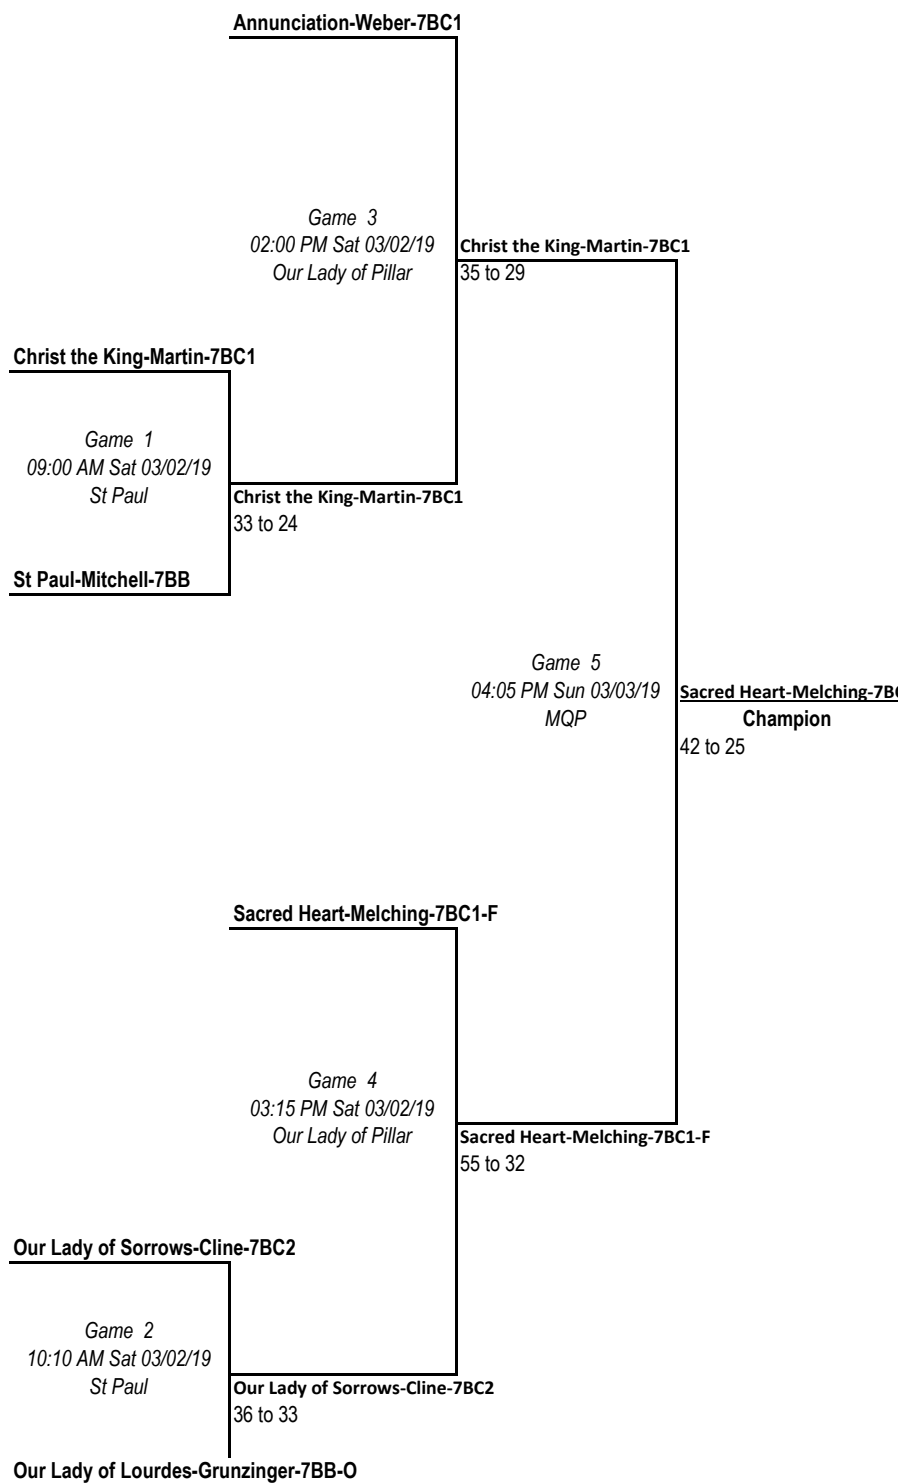 Annunciation-Weber-7BC1
Game 3
02:00 PM Sat 03/02/19
Our Lady of Pillar
Christ the King-Martin-7BC1
35 to 29
Christ the King-Martin-7BC1
Game 1
09:00 AM Sat 03/02/19
St Paul
Christ the King-Martin-7BC1
33 to 24
St Paul-Mitchell-7BB
Game 5
04:05 PM Sun 03/03/19
MQP
Sacred Heart-Melching-7BC
Champion
42 to 25
Sacred Heart-Melching-7BC1-F
Game 4
03:15 PM Sat 03/02/19
Our Lady of Pillar
Sacred Heart-Melching-7BC1-F
55 to 32
Our Lady of Sorrows-Cline-7BC2
Game 2
10:10 AM Sat 03/02/19
St Paul
Our Lady of Sorrows-Cline-7BC2
36 to 33
Our Lady of Lourdes-Grunzinger-7BB-O